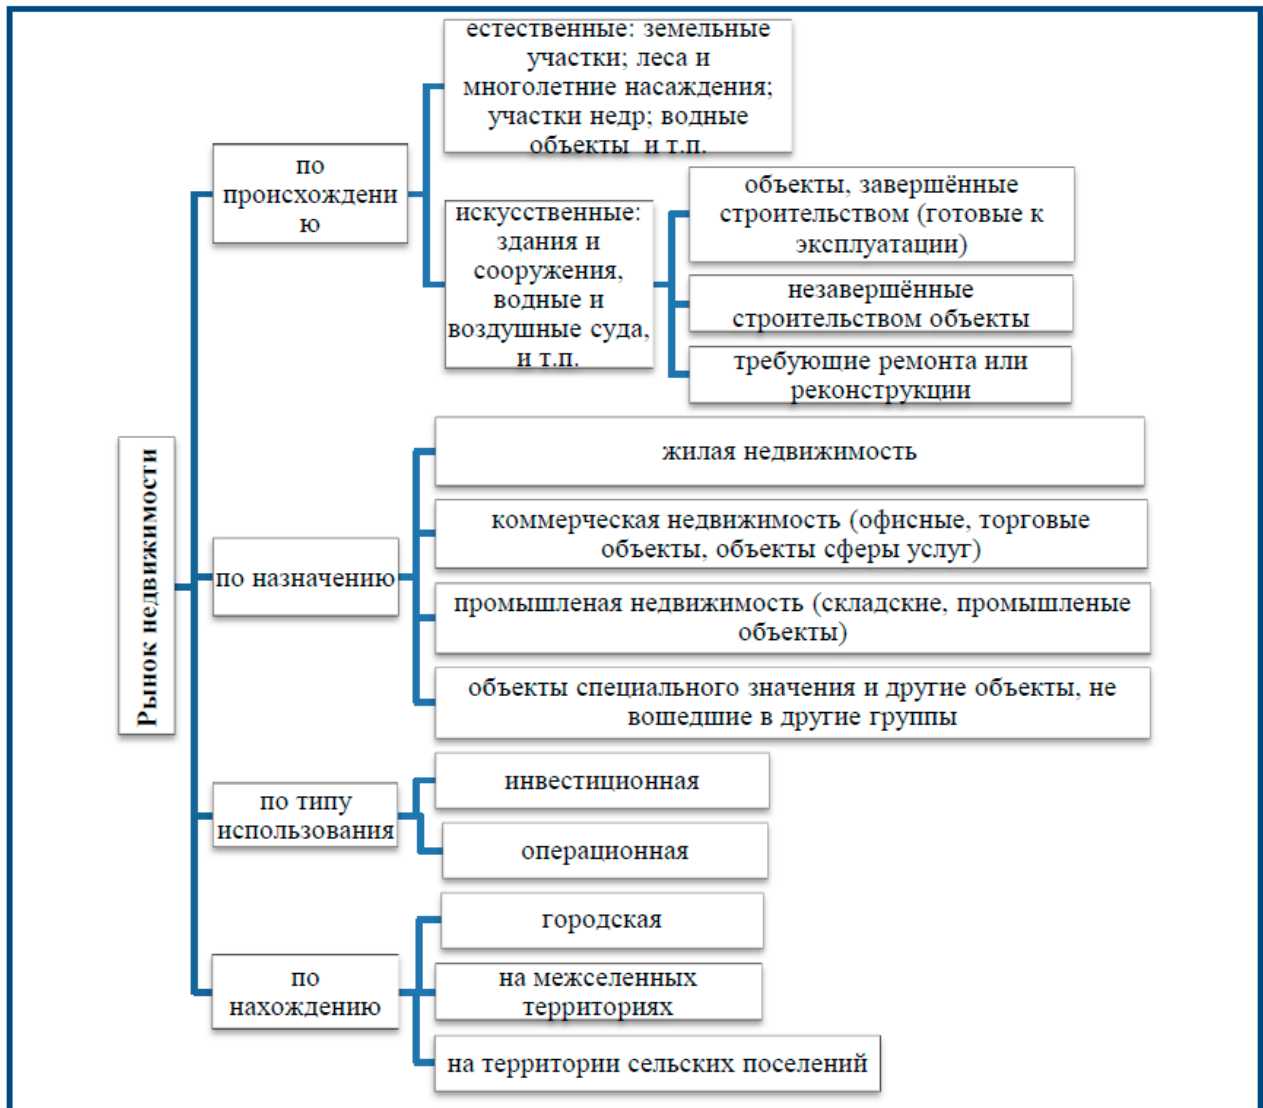 естественные: земельные
участки; леса и
многолетние насаждения;
участки недр; водные
объекты и т.п.
по
происхождени
ю
искусственные:
здания и
сооружения,
водные и
воздушные суда,
и т.п.
объекты, завершённые
строительством (готовые к
эксплуатации)
незавершённые
строительством объекты
требующие ремонта или
реконструкции
Рынок недвижимости
по назначению
жилая недвижимость
коммерческая недвижимость (офисные, торговые
объекты, объекты сферы услуг)
промышленая недвижимость (складские, промышленые
объекты)
объекты специального значения и другие объекты, не
вошедшие в другие группы
по типу
использования
инвестиционная
операционная
по
нахождению
городская
на межселенных
территориях
на территории сельских поселений